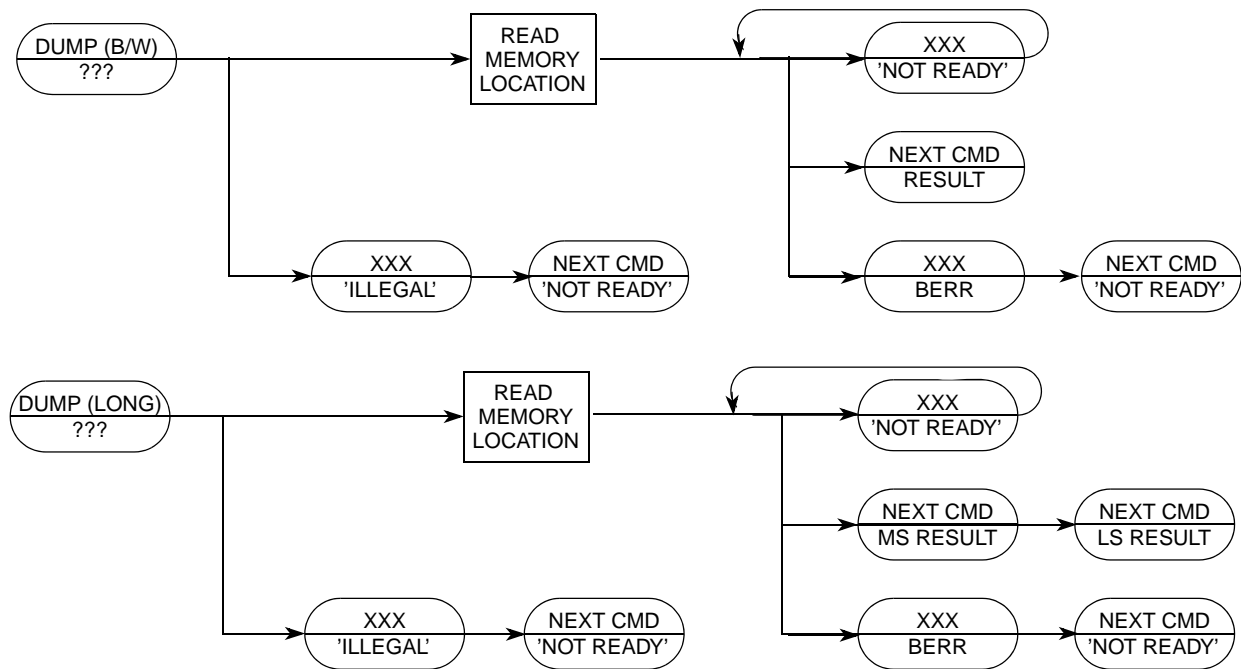 DUMP (B/W)
???
READ
MEMORY
LOCATION
XXX
'NOT READY'
NEXT CMD
RESULT
XXX
'ILLEGAL'
NEXT CMD
'NOT READY'
XXX
BERR
NEXT CMD
'NOT READY'
DUMP (LONG)
???
READ
MEMORY
LOCATION
XXX
'NOT READY'
NEXT CMD
MS RESULT
NEXT CMD
LS RESULT
XXX
'ILLEGAL'
NEXT CMD
'NOT READY'
XXX
BERR
NEXT CMD
'NOT READY'